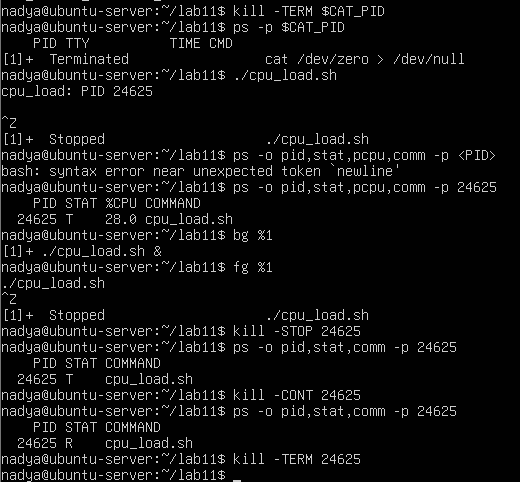 nadya@ubuntu-server:~/lab11$ kill -TERM $CAT_PID
nadya@ubuntu-server:~/lab11$ ps -p $CAT_PID
    PID TTY          TIME CMD
[1]+  Terminated              cat /dev/zero > /dev/null
nadya@ubuntu-server:~/lab11$ ./cpu_load.sh
cpu_load: PID 24625
^Z
[1]+  Stopped                 ./cpu_load.sh
nadya@ubuntu-server:~/lab11$ ps -o pid,stat,pcpu,comm -p <PID>
bash: syntax error near unexpected token `newline'
nadya@ubuntu-server:~/lab11$ ps -o pid,stat,pcpu,comm -p 24625
    PID STAT %CPU COMMAND
  24625 T    28.0 cpu_load.sh
nadya@ubuntu-server:~/lab11$ bg %1
[1]+ ./cpu_load.sh &
nadya@ubuntu-server:~/lab11$ fg %1
./cpu_load.sh
^Z
[1]+  Stopped                 ./cpu_load.sh
nadya@ubuntu-server:~/lab11$ kill -STOP 24625
nadya@ubuntu-server:~/lab11$ ps -o pid,stat,comm -p 24625
    PID STAT COMMAND
  24625 T    cpu_load.sh
nadya@ubuntu-server:~/lab11$ kill -CONT 24625
nadya@ubuntu-server:~/lab11$ ps -o pid,stat,comm -p 24625
    PID STAT COMMAND
  24625 R    cpu_load.sh
nadya@ubuntu-server:~/lab11$ kill -TERM 24625
nadya@ubuntu-server:~/lab11$ _